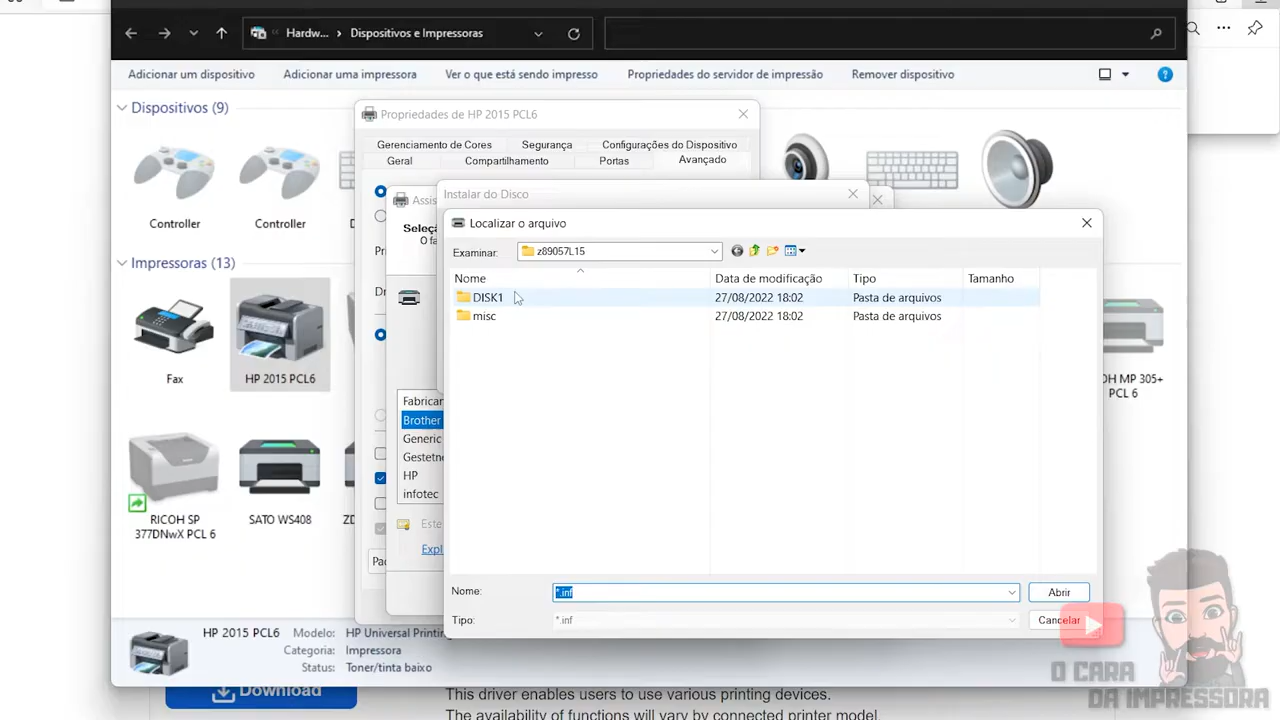 Hardw... › Dispositivos e Impressoras
Adicionar um dispositivo
Adicionar uma impressora
Ver o que está sendo impresso
Propriedades do servidor de impressão
Remover dispositivo
Dispositivos (9)
Controller
Controller
Impressoras (13)
Fax
HP 2015 PCL6
RICOH SP
377DNwX PCL 6
SATO WS408
MP 305+
PCL 6
Propriedades de HP 2015 PCL6
Gerenciamento de Cores
Segurança
Configurações do Dispositivo
Geral
Compartilhamento
Portas
Avançado
Instalar do Disco
Localizar o arquivo
Examinar:
z89057L15
Nome
Data de modificação
Tipo
Tamanho
DISK1
27/08/2022 18:02
Pasta de arquivos
misc
27/08/2022 18:02
Pasta de arquivos
Brother
Generic
HP
infotec
Este
Nome:
*.inf
Abrir
Tipo:
*.inf
Cancelar
HP 2015 PCL6
Modelo:
HP Universal
Categoria:
Impressora
Status:
Toner/tinta baixo
Download
This driver enables users to use various printing devices.
The availability of functions will vary by connected printer model.
O CARA
DA IMPRESSORA